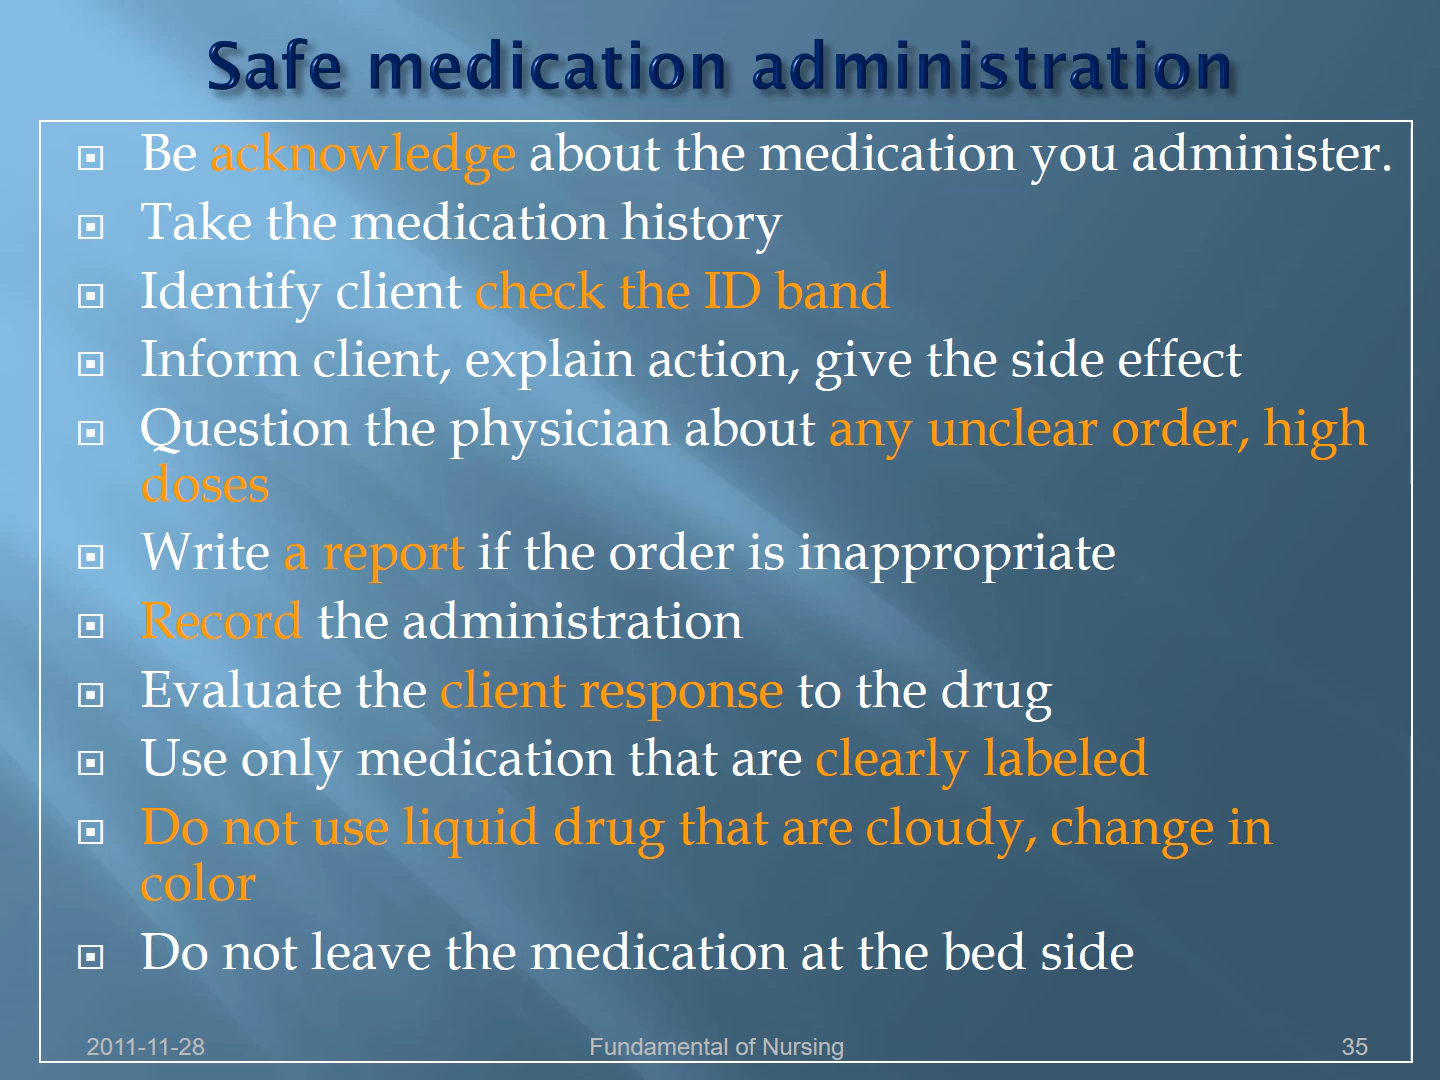 Safe medication administration
Be acknowledge about the medication you administer.
Take the medication history
Identify client check the ID band
Inform client, explain action, give the side effect
Question the physician about any unclear order, high
doses
Write a report if the order is inappropriate
Record the administration
Evaluate the client response to the drug
Use only medication that are clearly labeled
Do not use liquid drug that are cloudy, change in
color
Do not leave the medication at the bed side
2011-11-28 Fundamental of Nursing 35